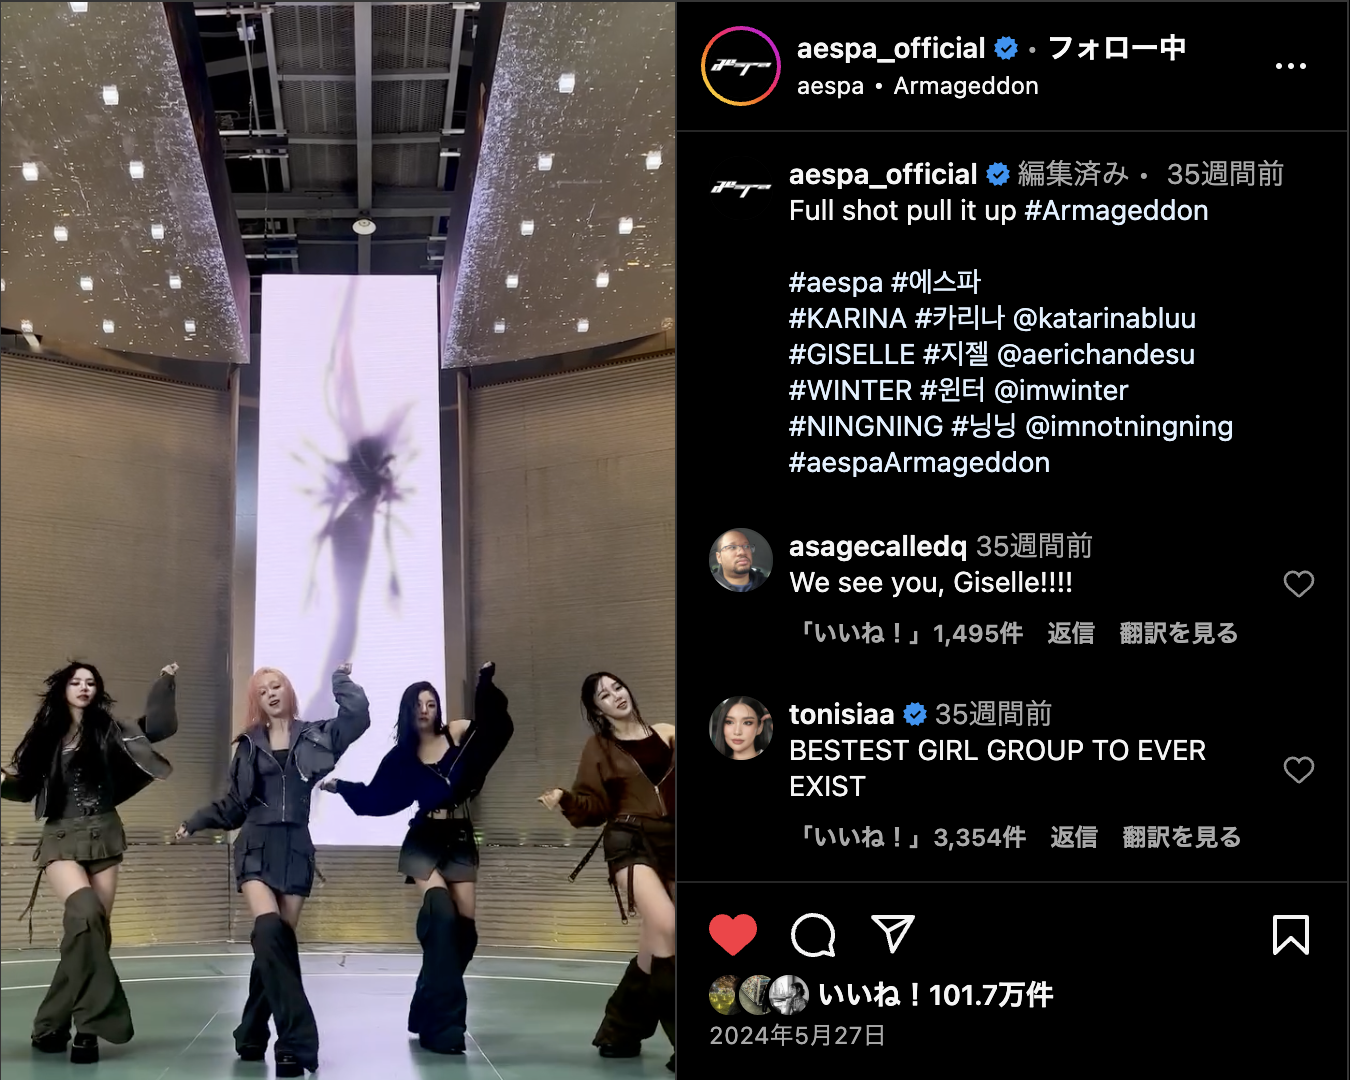 aespa_official • フォロー中
aespa • Armageddon
aespa_official 編集済み • 35週間前
Full shot pull it up #Armageddon
#aespa #에스파
#KARINA #카리나 @katarinabluu
#GISELLE #지젤 @aerichandesu
#WINTER #윈터 @imwinter
#NINGNING #닝닝 @imnotningning
#aespaArmageddon
asagecalledq 35週間前
We see you, Giselle!!!!
「いいね！」1,495件 返信 翻訳を見る
tonisiaa 35週間前
BESTEST GIRL GROUP TO EVER
EXIST
「いいね！」3,354件 返信 翻訳を見る
いいね！101.7万件
2024年5月27日